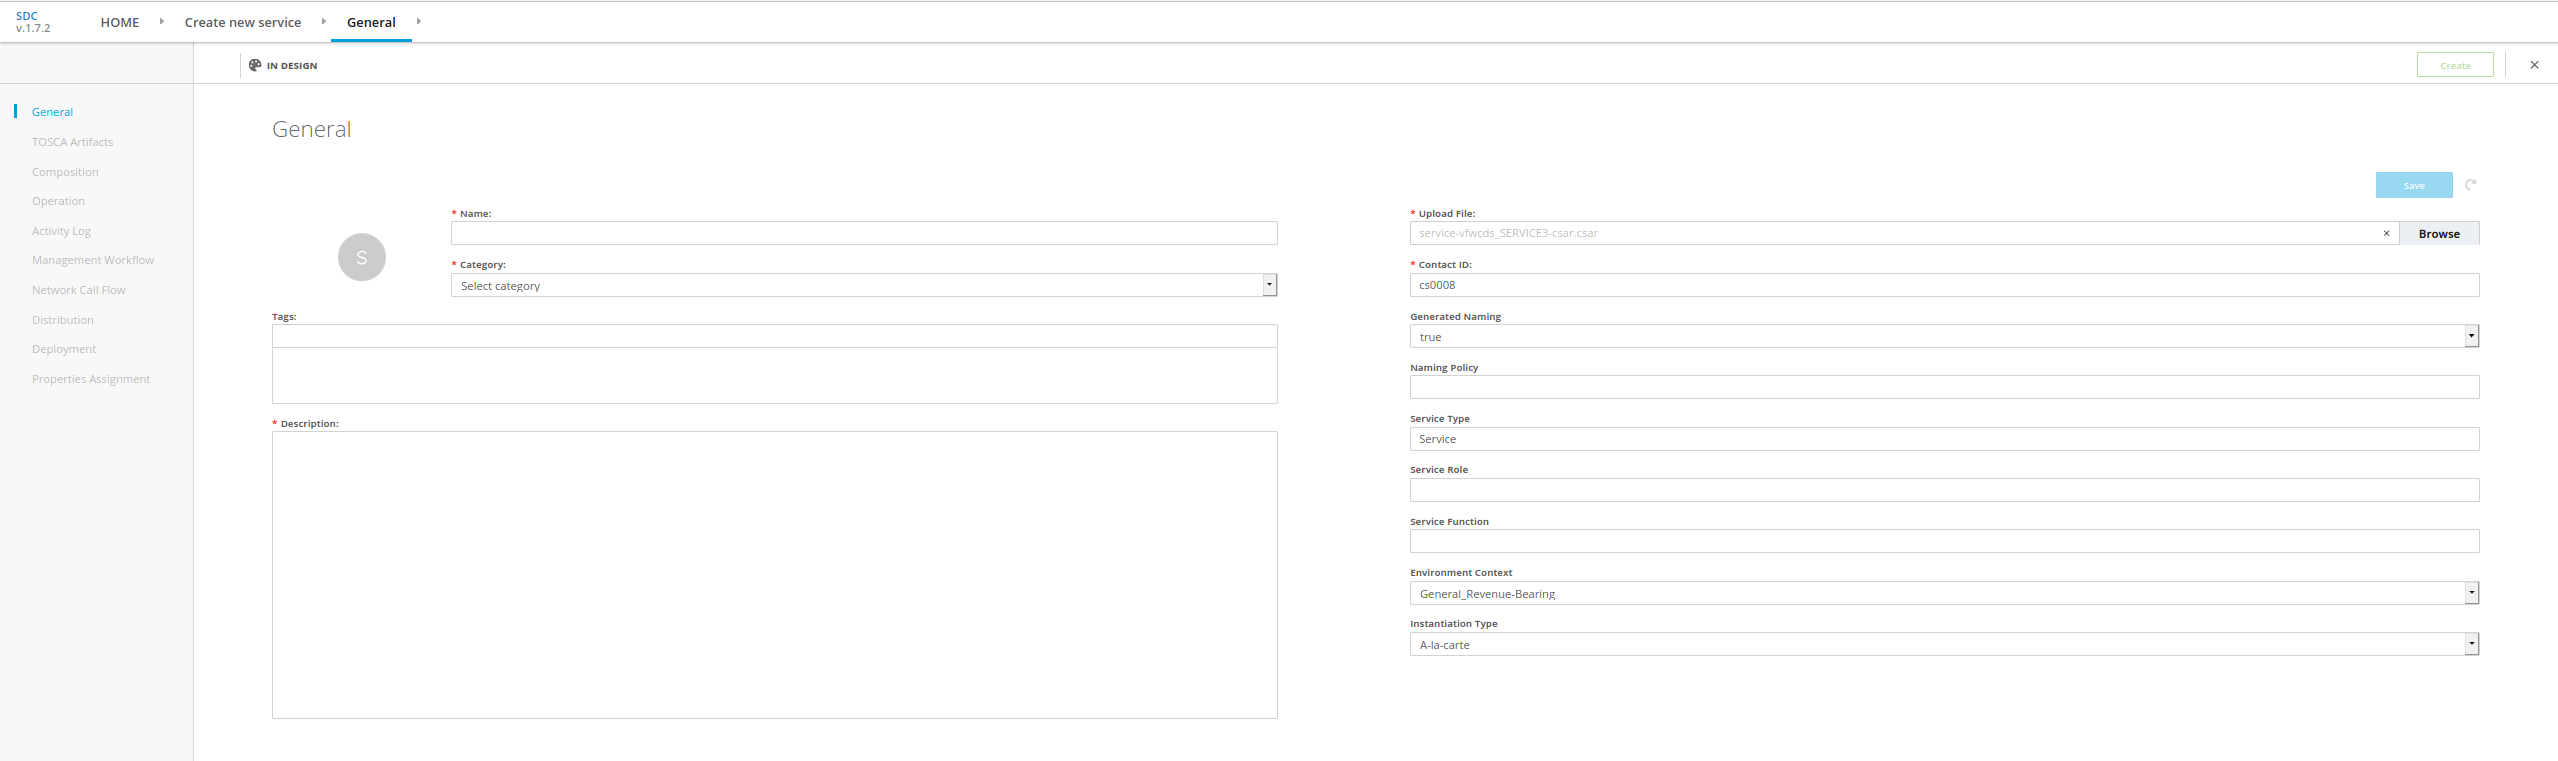 SDC
v.1.7.2
HOME
Create new service
General
IN DESIGN
Create
General
TOSCA Artifacts
Composition
Operation
Activity Log
Management Workflow
Network Call Flow
Distribution
Deployment
Properties Assignment
General
Save
S
* Name:
* Category:
Select category
Tags:
* Description:
* Upload File:
service-vfwcds_SERVICE3-csar.csar
Browse
* Contact ID:
cs0008
Generated Naming
true
Naming Policy
Service Type
Service
Service Role
Service Function
Environment Context
General_Revenue-Bearing
Instantiation Type
A-la-carte